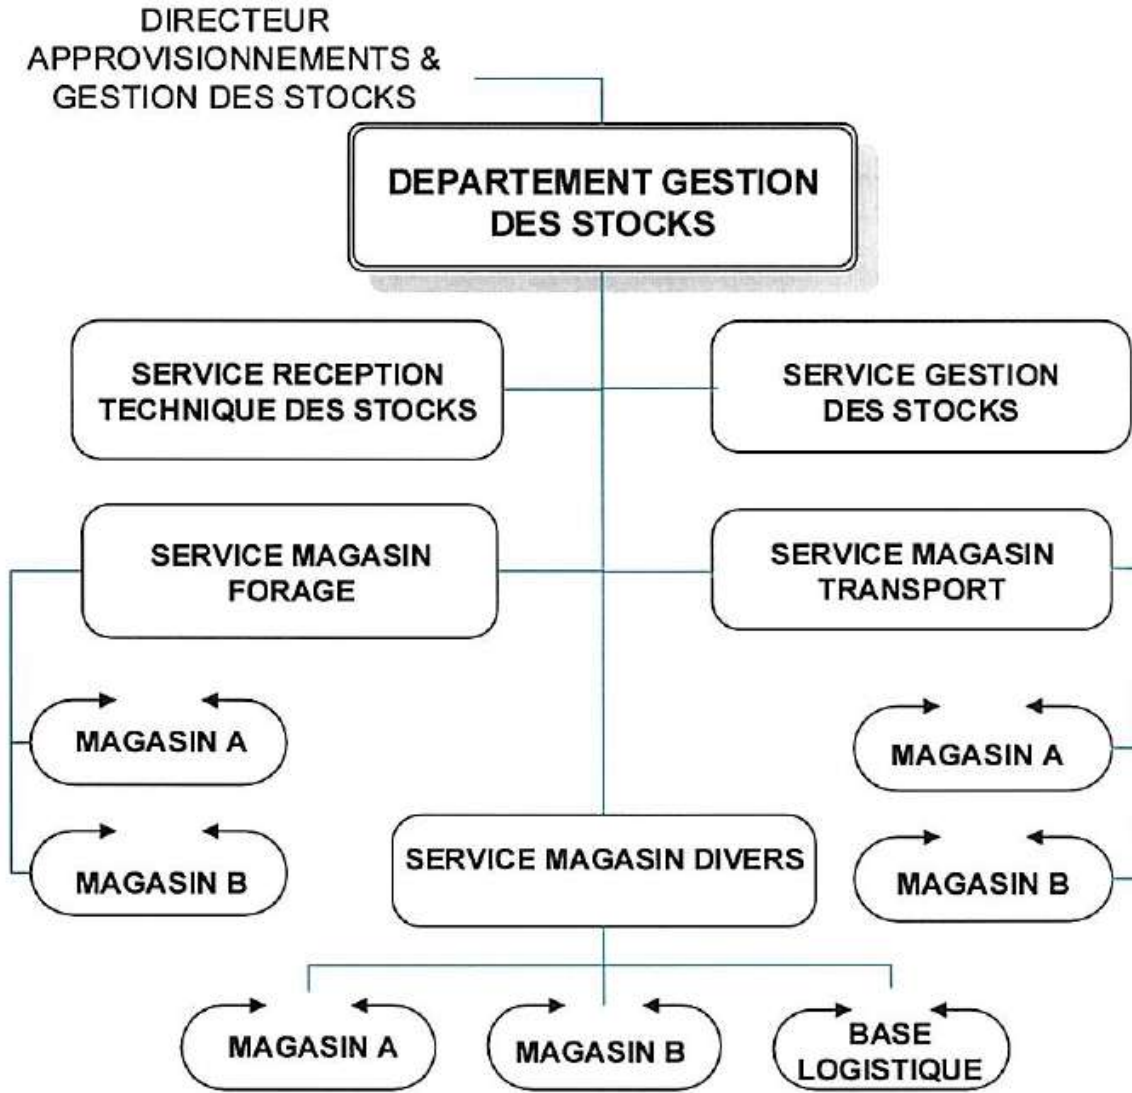 DIRECTEUR
APPROVISIONNEMENTS &
GESTION DES STOCKS
DEPARTEMENT GESTION
DES STOCKS
SERVICE RECEPTION
TECHNIQUE DES STOCKS
SERVICE GESTION
DES STOCKS
SERVICE MAGASIN
FORAGE
SERVICE MAGASIN
TRANSPORT
MAGASIN A
MAGASIN B
MAGASIN A
MAGASIN B
SERVICE MAGASIN DIVERS
MAGASIN A
MAGASIN B
BASE
LOGISTIQUE